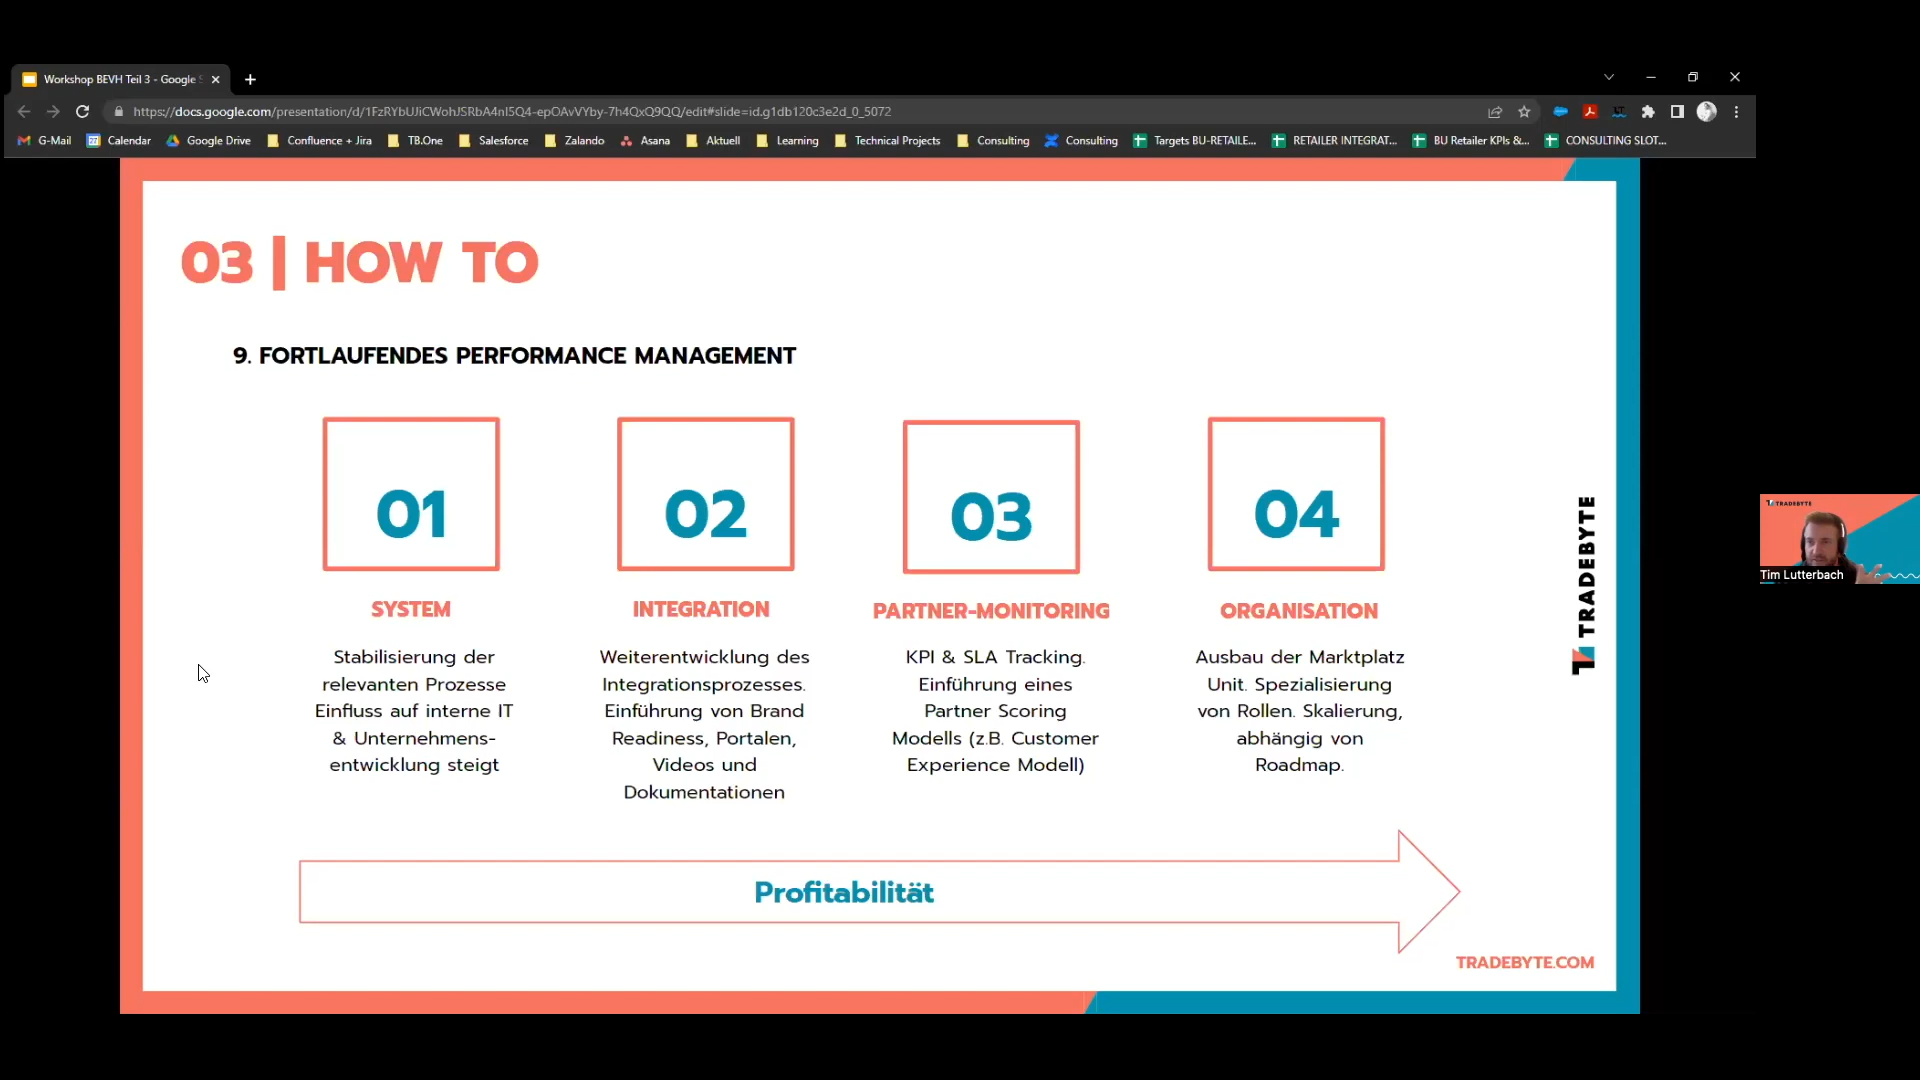 Workshop BEVH Teil 3 - Google S
https://docs.google.com/presentation/d/1FzRYbUJiCWohJSRbA4nI5Q4-epOAvVYby-7h4QxQ9QQ/edit#slide=id.g1db120c3e2d_0_5072
G-Mail Calendar Google Drive Confluence + Jira TB.One Salesforce Zalando Asana Aktuell Learning Technical Projects Consulting Consulting Targets BU-RETAILE... RETAILER INTEGRAT... BU Retailer KPIs &... CONSULTING SLOT...
03 | HOW TO
9. FORTLAUFENDES PERFORMANCE MANAGEMENT
01
SYSTEM
Stabilisierung der
relevanten Prozesse
Einfluss auf interne IT
& Unternehmens-
entwicklung steigt
02
INTEGRATION
Weiterentwicklung des
Integrationsprozesses.
Einführung von Brand
Readiness, Portalen,
Videos und
Dokumentationen
03
PARTNER-MONITORING
KPI & SLA Tracking.
Einführung eines
Partner Scoring
Modells (z.B. Customer
Experience Modell)
04
ORGANISATION
Ausbau der Marktplatz
Unit. Spezialisierung
von Rollen. Skalierung,
abhängig von
Roadmap.
Profitabilität
TRADEBYTE
TRADEBYTE.COM
TRADEBYTE
Tim Lutterbach